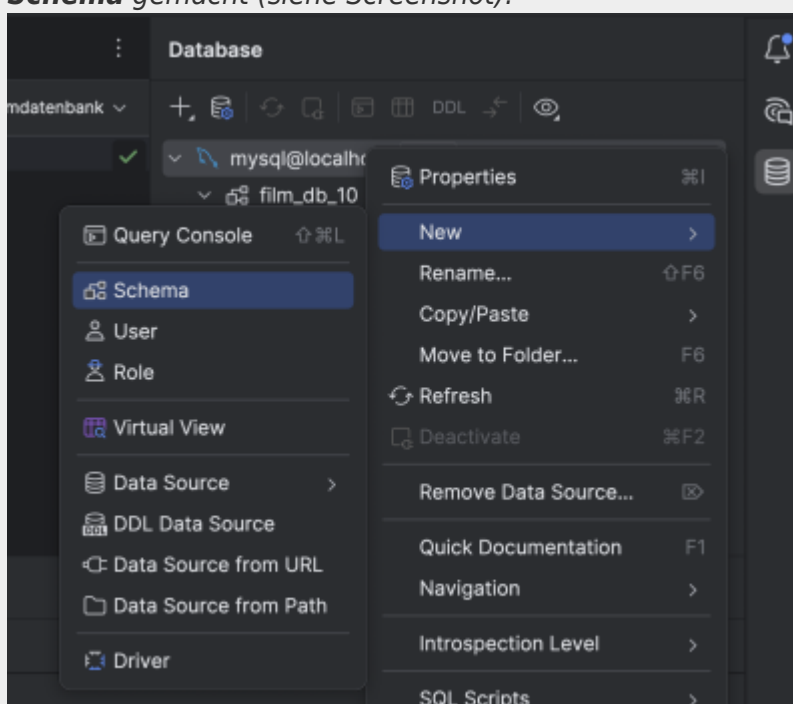 Schema gemacht (siehe Screenshot):
Database
mdatenbank
DDL
mysql@localho
film_db_10
Properties ⌘I
Query Console ⇧⌘L
New
Schema
Rename... ⇧F6
User
Copy/Paste
Role
Move to Folder... F6
Refresh ⌘R
Virtual View
Deactivate ⌘F2
Data Source
Remove Data Source... ⌦
DDL Data Source
Data Source from URL
Quick Documentation F1
Data Source from Path
Navigation
Driver
Introspection Level
SQL Scripts